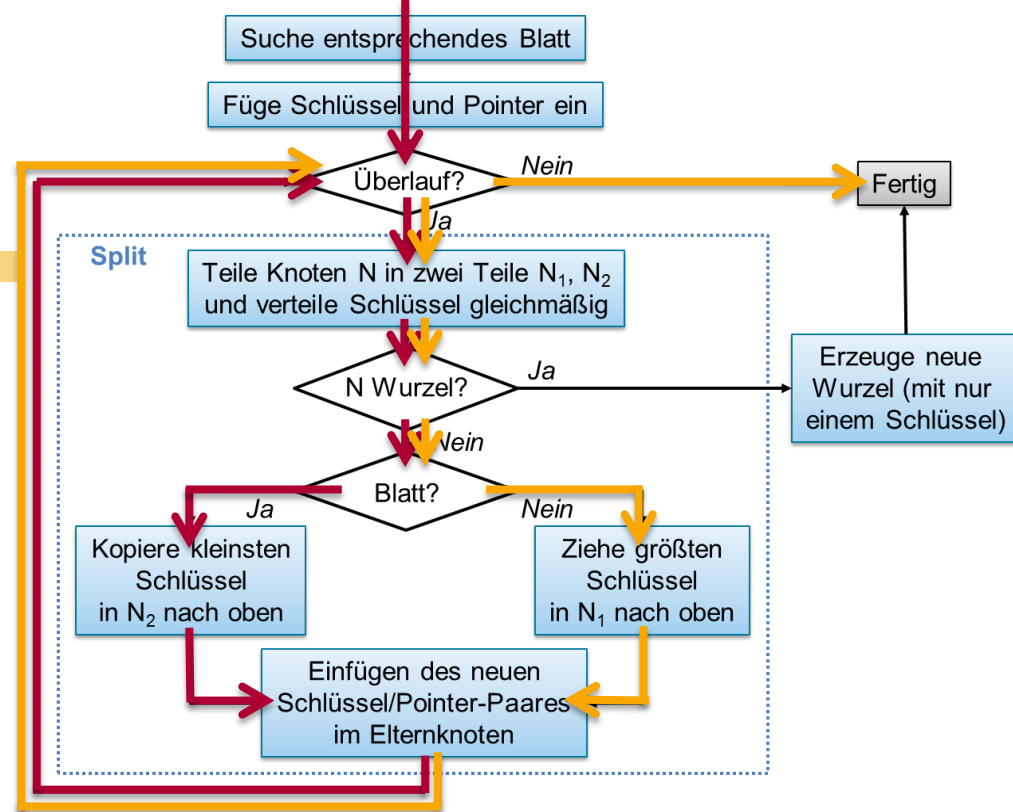 Suche entsprechendes Blatt
Füge Schlüssel und Pointer ein
Überlauf?
Nein
Fertig
Ja
Split
Teile Knoten N in zwei Teile N₁, N₂
und verteile Schlüssel gleichmäßig
N Wurzel?
Ja
Erzeuge neue
Wurzel (mit nur
einem Schlüssel)
Nein
Blatt?
Ja
Nein
Kopiere kleinsten
Schlüssel
in N₂ nach oben
Ziehe größten
Schlüssel
in N₁ nach oben
Einfügen des neuen
Schlüssel/Pointer-Paares
im Elternknoten